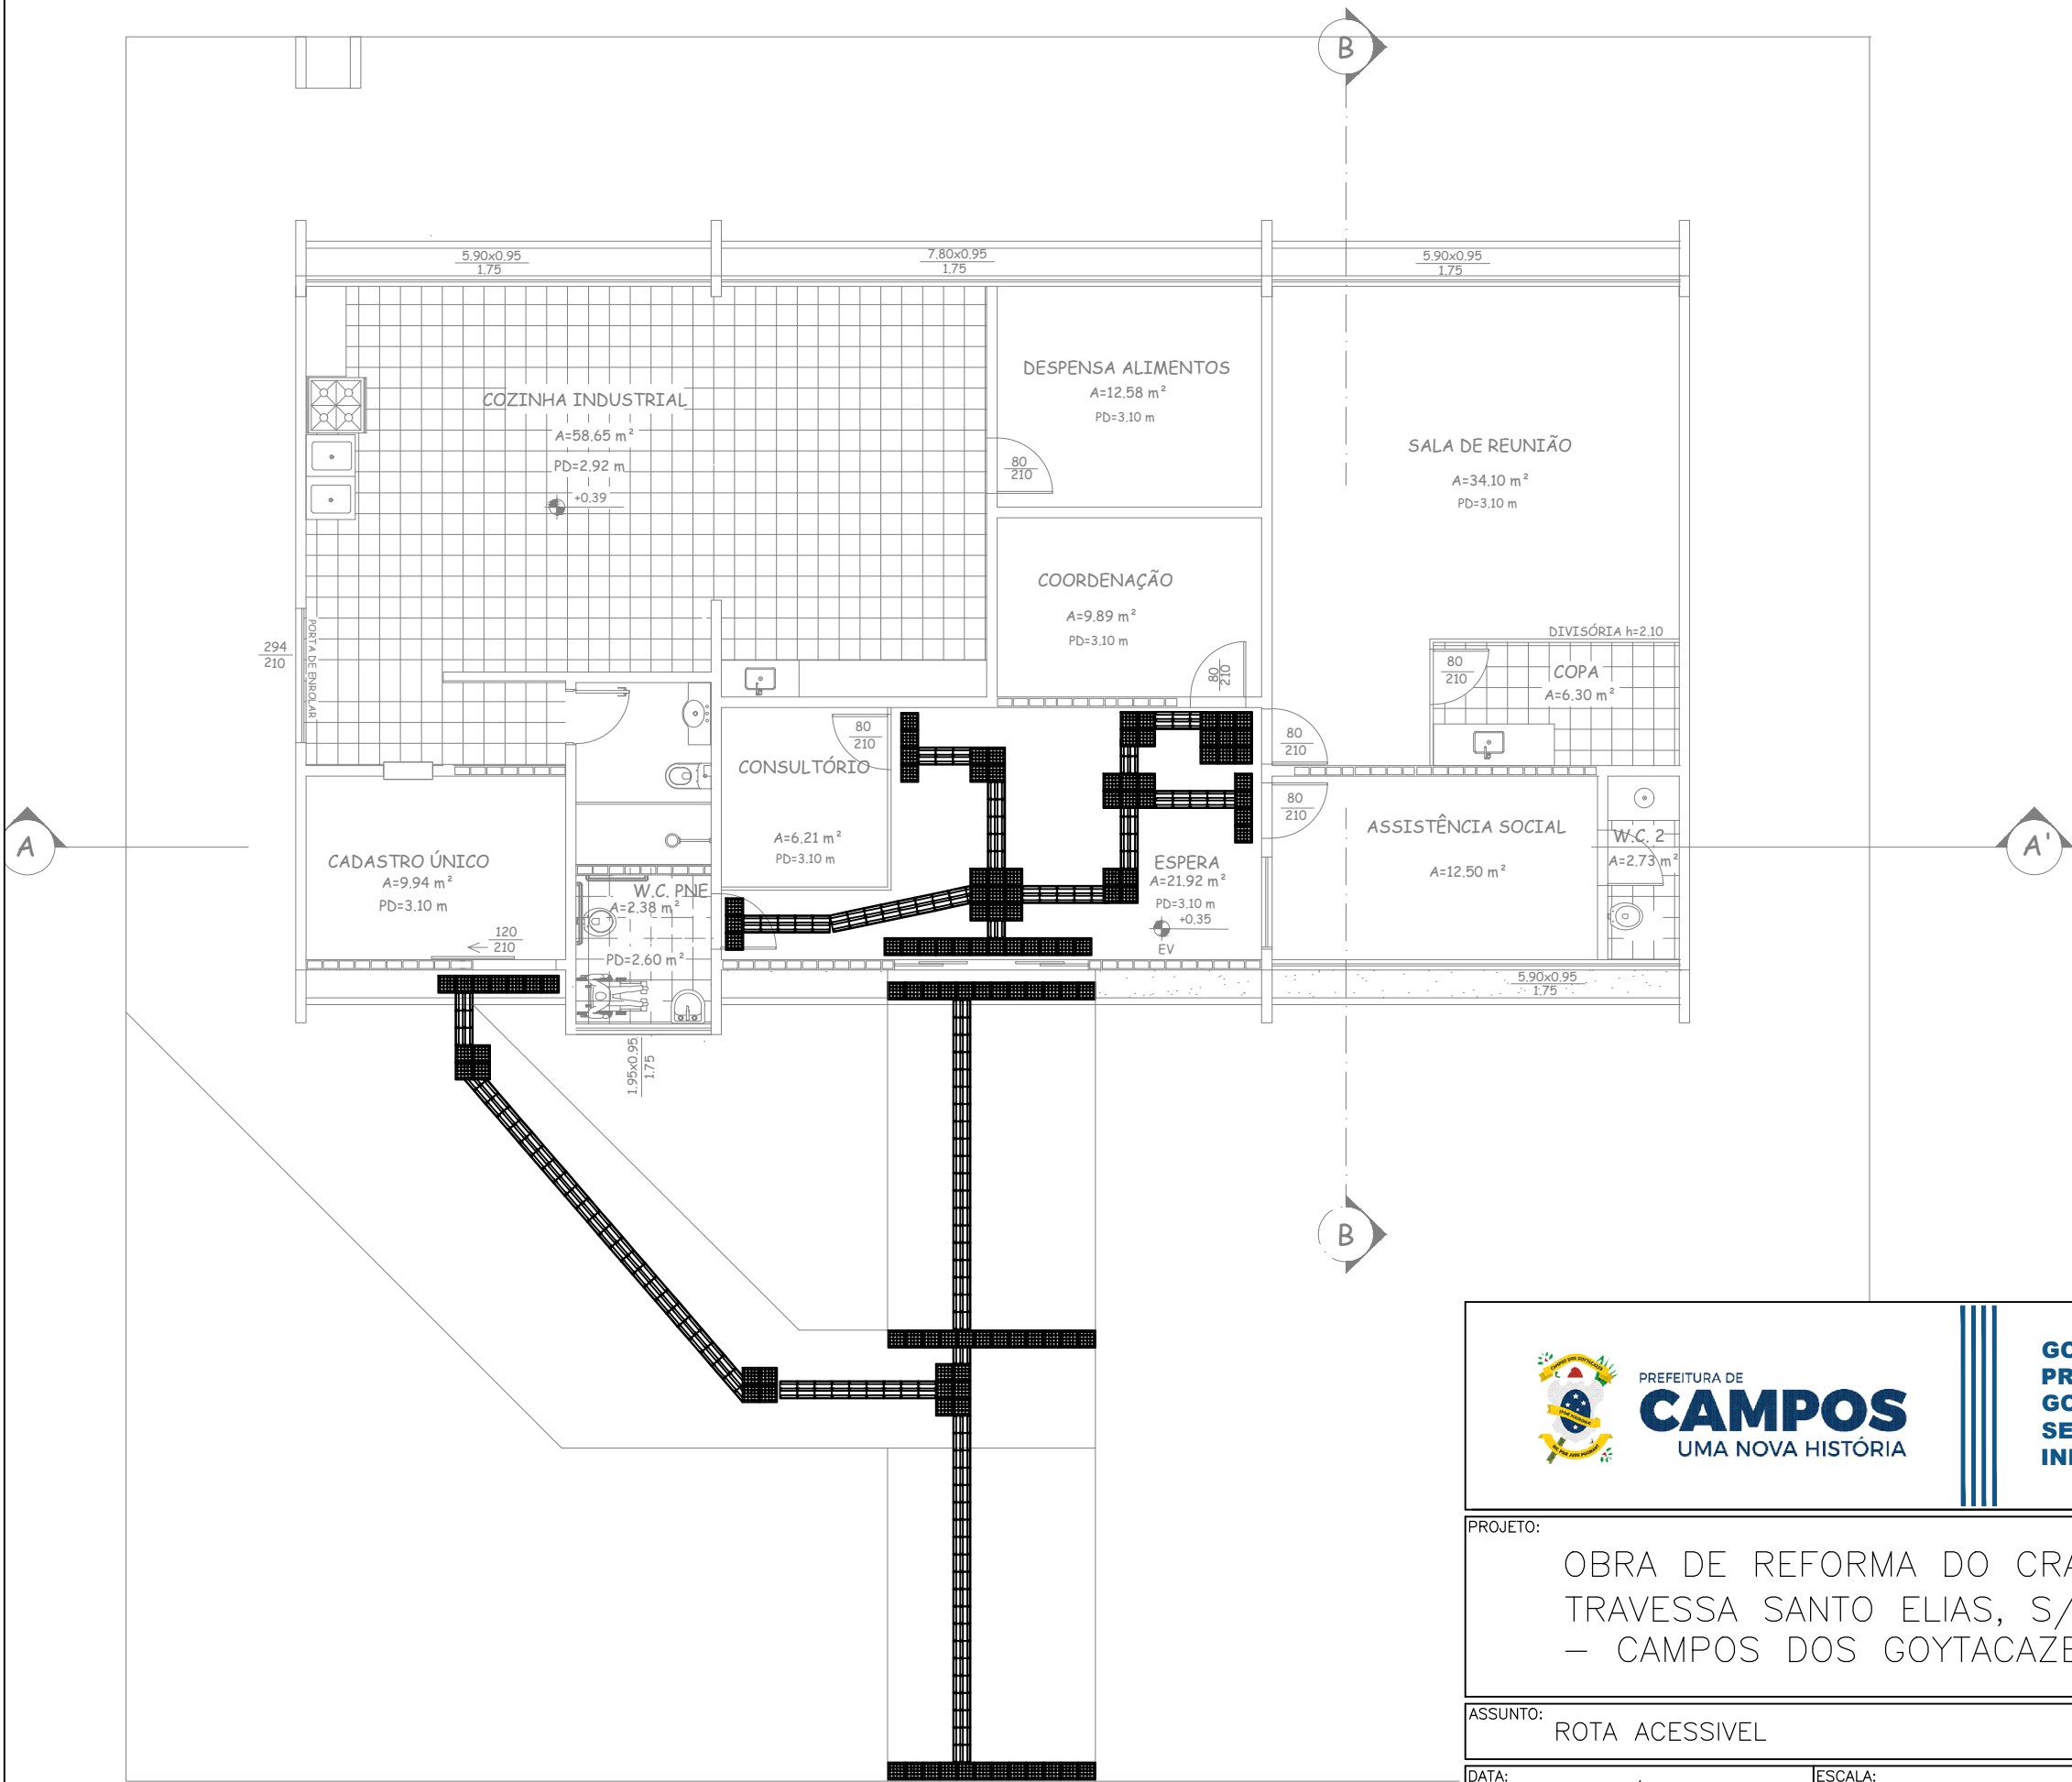 B
5.90x0.95
1.75
7.80x0.95
1.75
5.90x0.95
1.75
DESPENSA ALIMENTOS
A=12.58 m²
PD=3.10 m
COZINHA INDUSTRIAL
A=58.65 m²
PD=2.92 m
+0.39
80
210
SALA DE REUNIÃO
A=34.10 m²
PD=3.10 m
COORDENAÇÃO
A=9.89 m²
PD=3.10 m
80
210
DIVISÓRIA h=2.10
80
210
COPA
A=6.30 m²
294
210
PORTA DE ENROLAR
80
210
CONSULTÓRIO
A=6.21 m²
PD=3.10 m
80
210
80
210
ASSISTÊNCIA SOCIAL
A=12.50 m²
W.C. 2
A=2.73 m²
A
A'
CADASTRO ÚNICO
A=9.94 m²
PD=3.10 m
120
210
W.C. PNE
A=2.38 m²
PD=2.60 m²
ESPERA
A=21.92 m²
PD=3.10 m
+0.35
EV
5.90x0.95
1.75
1.95x0.95
1.75
B
PREFEITURA DE
CAMPOS
UMA NOVA HISTÓRIA
PROJETO:
OBRA DE REFORMA DO CRA
TRAVESSA SANTO ELIAS, S/
– CAMPOS DOS GOYTACAZE
ASSUNTO:
ROTA ACESSIVEL
DATA:
ESCALA: